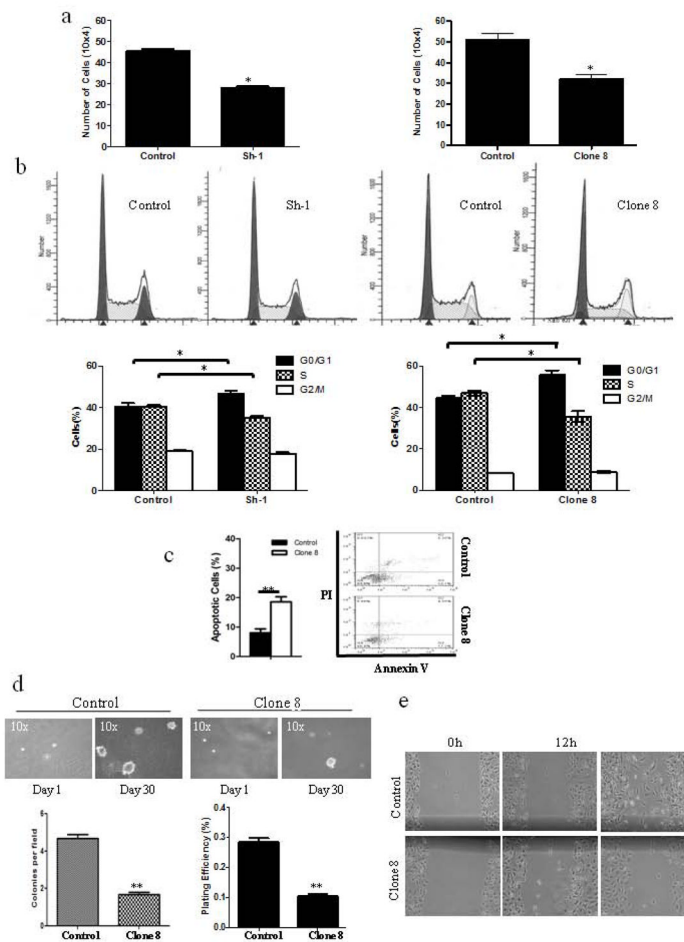 a
Number of Cells (10x4)
60
50
40
30
20
10
0
*
Control
Sh-1
Number of Cells (10x4)
60
50
40
30
20
10
0
*
Control
Clone 8
b
Number
Control
Sh-1
Number
Control
Clone 8
Cells(%)
60
40
20
0
*
*
G0/G1
S
G2/M
Control
Sh-1
Cells(%)
60
40
20
0
*
*
G0/G1
S
G2/M
Control
Clone 8
c
Apoptotic Cells (%)
40
30
20
10
0
Control
Clone 8
**
PI
Control
Clone 8
Annexin V
d
Control
Clone 8
10x
10x
10x
10x
Day 1
Day 30
Day 1
Day 30
Colonies per field
6
4
2
0
**
Control
Clone 8
Plating Efficiency (%)
0.4
0.3
0.2
0.1
0.0
**
Control
Clone 8
e
0h
12h
Control
Clone 8